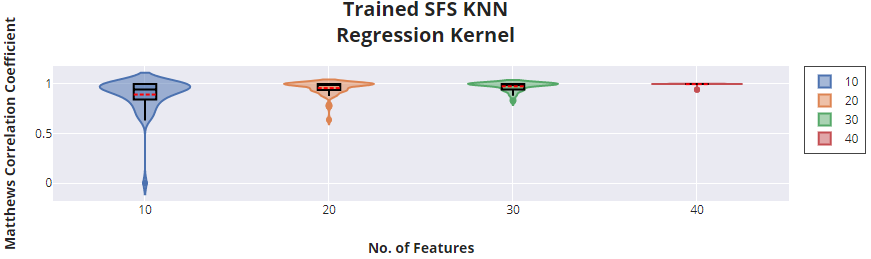 Trained SFS KNN
Regression Kernel
Matthews Correlation Coefficient
1
0.5
0
10
20
30
40
No. of Features
10
20
30
40